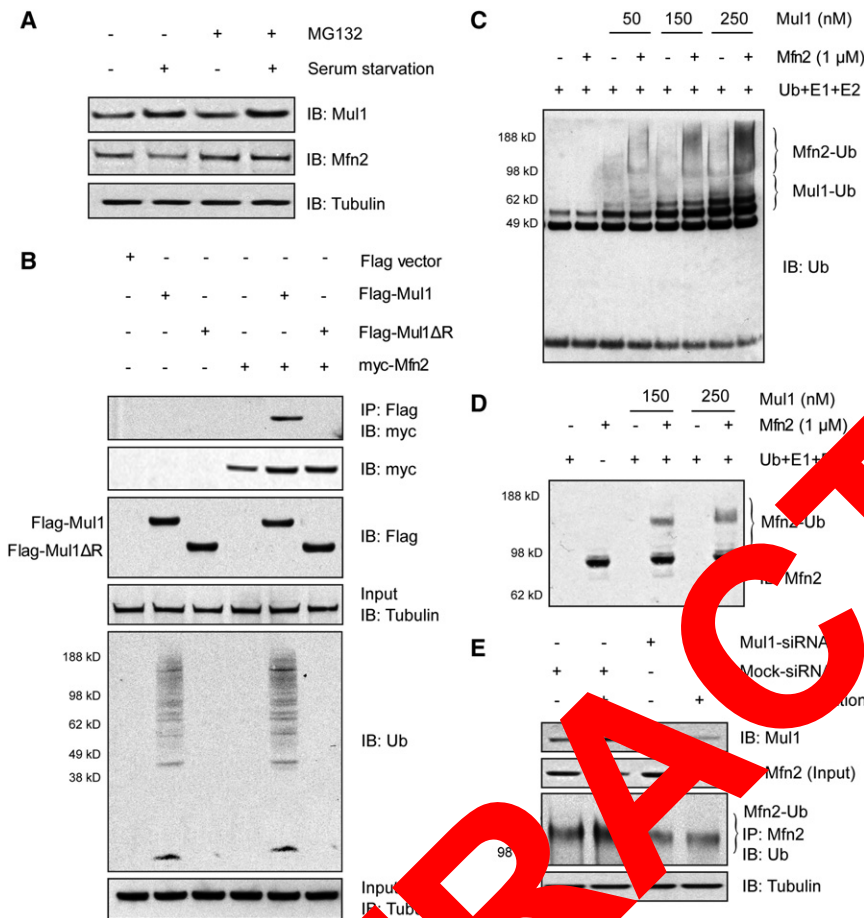 A
- - + + MG132
- + - + Serum starvation
IB: Mul1
IB: Mfn2
IB: Tubulin
B
+ - - - - - Flag vector
- + - - + - Flag-Mul1
- - + - - + Flag-Mul1ΔR
- - - + + + myc-Mfn2
IP: Flag
IB: myc
IB: myc
Flag-Mul1
Flag-Mul1ΔR
IB: Flag
Input
IB: Tubulin
188 kD
98 kD
62 kD
49 kD
38 kD
IB: Ub
Input
C
50 150 250 Mul1 (nM)
- + - + - + - + Mfn2 (1 µM)
+ + + + + + + + Ub+E1+E2
188 kD
98 kD
62 kD
49 kD
Mfn2-Ub
Mul1-Ub
IB: Ub
D
150 250 Mul1 (nM)
- + - + - + Mfn2 (1 µM)
+ - + + + + Ub+E1+
188 kD
98 kD
62 kD
Mfn2-Ub
Mfn2
E
- - + Mul1-siRNA
+ + - Mock-siRNA
- + - +
IB: Mul1
Mfn2 (Input)
98
Mfn2-Ub
IP: Mfn2
IB: Ub
IB: Tubulin
RACT